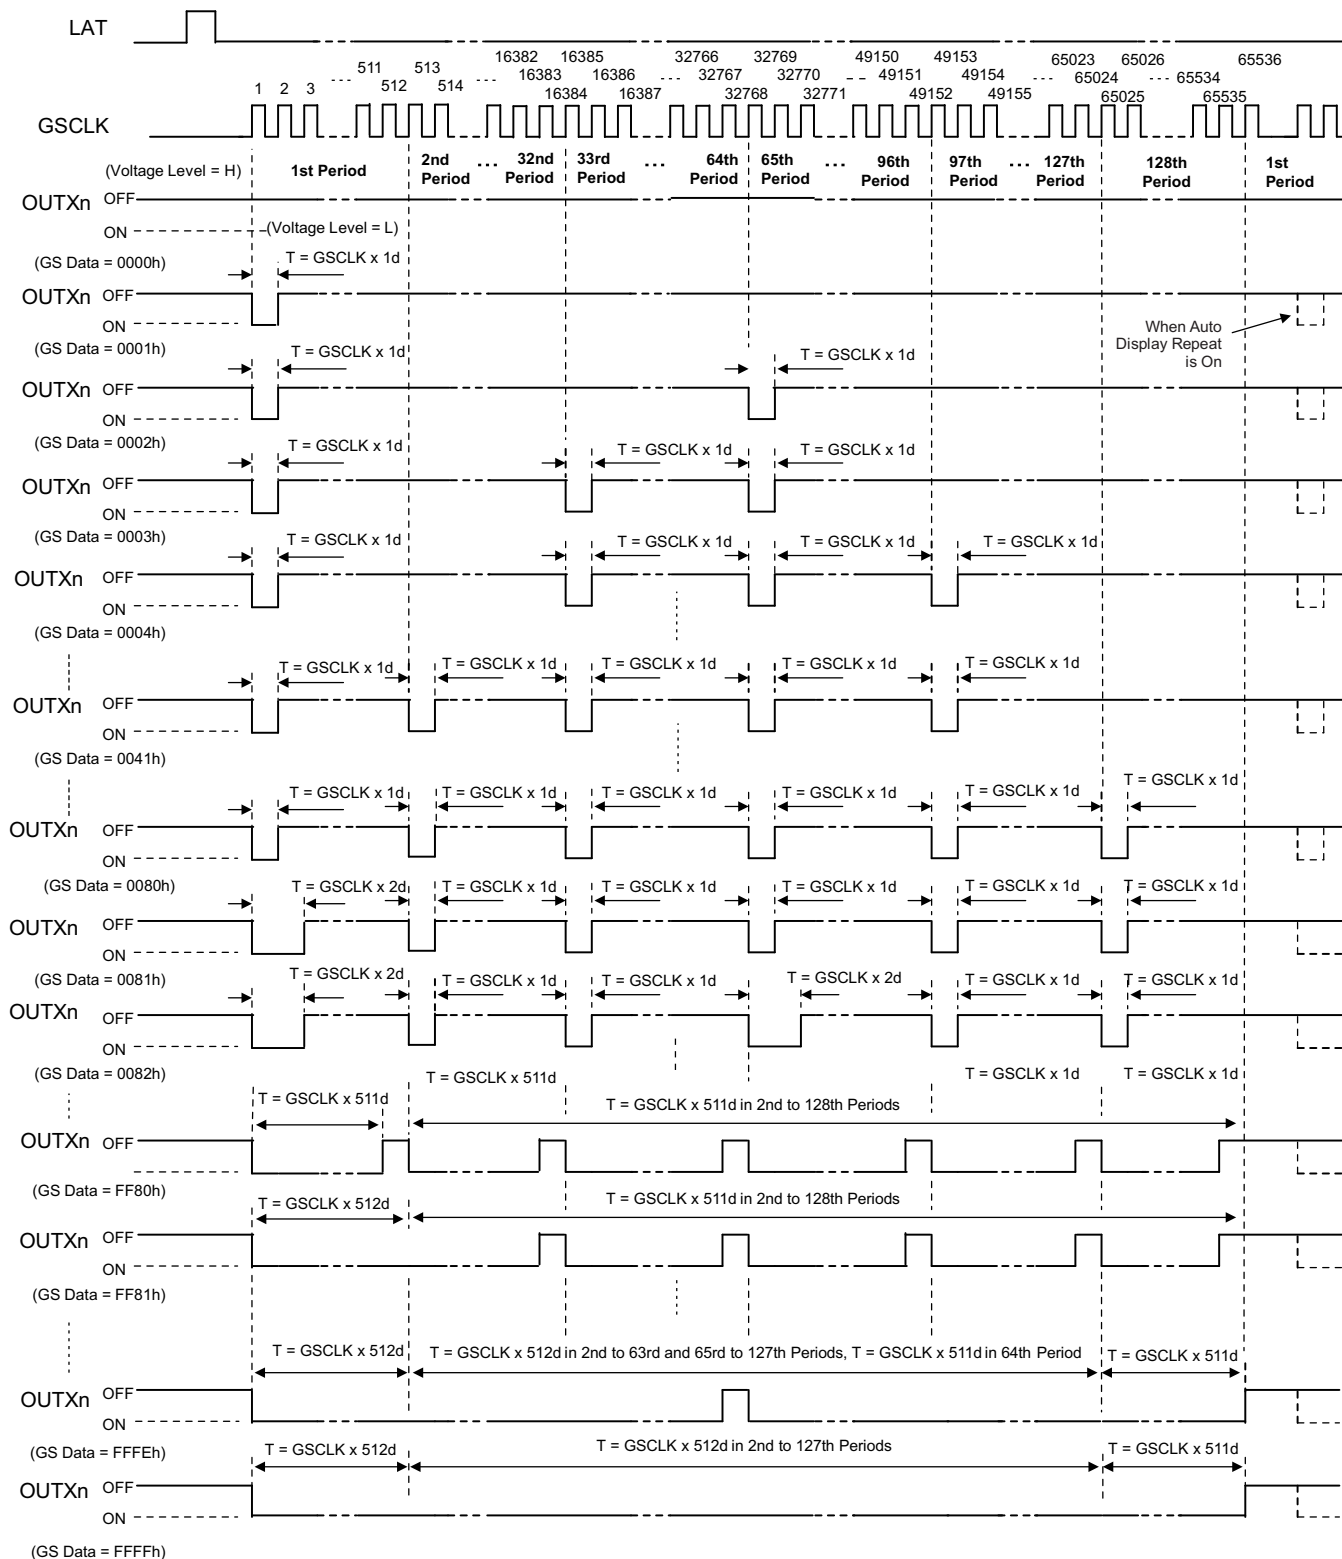 LAT
16382 16385 32766 32769 49150 49153 65023 65026 65536
511 513 ···· 16383 16386 ···· 32767 32770 -- ··· 49151 49154 ···· 65024 ···· 65534
1 2 3 512 514 16384 16387 32768 32771 49152 49155 65025 65535
GSCLK
(Voltage Level = H) 1st Period 2nd Period ··· 32nd Period 33rd Period ··· 64th Period 65th Period ··· 96th Period 97th Period ··· 127th Period 128th Period 1st Period
OUTXn OFF
ON (Voltage Level = L)
(GS Data = 0000h) T = GSCLK x 1d
OUTXn OFF
ON
When Auto
Display Repeat
is On
(GS Data = 0001h) T = GSCLK x 1d T = GSCLK x 1d
OUTXn OFF
ON
(GS Data = 0002h) T = GSCLK x 1d T = GSCLK x 1d T = GSCLK x 1d
OUTXn OFF
ON
(GS Data = 0003h) T = GSCLK x 1d T = GSCLK x 1d T = GSCLK x 1d T = GSCLK x 1d
OUTXn OFF
ON
(GS Data = 0004h)
T = GSCLK x 1d T = GSCLK x 1d T = GSCLK x 1d T = GSCLK x 1d T = GSCLK x 1d
OUTXn OFF
ON
(GS Data = 0041h)
T = GSCLK x 1d T = GSCLK x 1d T = GSCLK x 1d T = GSCLK x 1d T = GSCLK x 1d T = GSCLK x 1d
OUTXn OFF
ON
(GS Data = 0080h) T = GSCLK x 2d T = GSCLK x 1d T = GSCLK x 1d T = GSCLK x 1d T = GSCLK x 1d T = GSCLK x 1d
OUTXn OFF
ON
(GS Data = 0081h) T = GSCLK x 2d T = GSCLK x 1d T = GSCLK x 1d T = GSCLK x 2d T = GSCLK x 1d T = GSCLK x 1d
OUTXn OFF
ON
(GS Data = 0082h) T = GSCLK x 511d T = GSCLK x 1d T = GSCLK x 1d
T = GSCLK x 511d T = GSCLK x 511d in 2nd to 128th Periods
OUTXn OFF
(GS Data = FF80h)
T = GSCLK x 512d T = GSCLK x 511d in 2nd to 128th Periods
OUTXn OFF
ON
(GS Data = FF81h)
T = GSCLK x 512d T = GSCLK x 512d in 2nd to 63rd and 65rd to 127th Periods, T = GSCLK x 511d in 64th Period T = GSCLK x 511d
OUTXn OFF
ON
(GS Data = FFFEh) T = GSCLK x 512d T = GSCLK x 512d in 2nd to 127th Periods T = GSCLK x 511d
OUTXn OFF
ON
(GS Data = FFFFh)